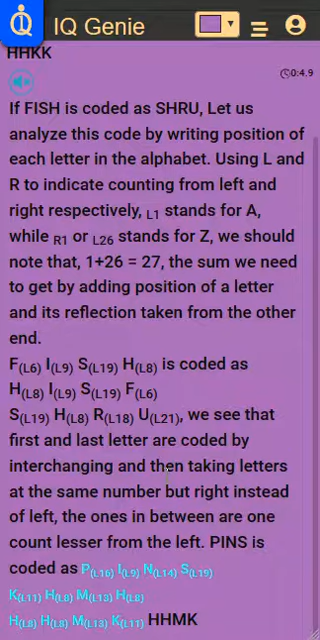 IQ Genie
HHKK
0:4.9
If FISH is coded as SHRU, Let us
analyze this code by writing position of
each letter in the alphabet. Using L and
R to indicate counting from left and
right respectively, L1 stands for A,
while R1 or L26 stands for Z, we should
note that, 1+26 = 27, the sum we need
to get by adding position of a letter
and its reflection taken from the other
end.
F(L6) I(L9) S(L19) H(L8) is coded as
H(L8) I(L9) S(L19) F(L6)
S(L19) H(L8) R(L18) U(L21), we see that
first and last letter are coded by
interchanging and then taking letters
at the same number but right instead
of left, the ones in between are one
count lesser from the left. PINS is
coded as P(L16) I(L9) N(L14) S(L19)
K(L11) H(L8) M(L13) H(L8)
H(L8) H(L8) M(L13) K(L11) HHMK